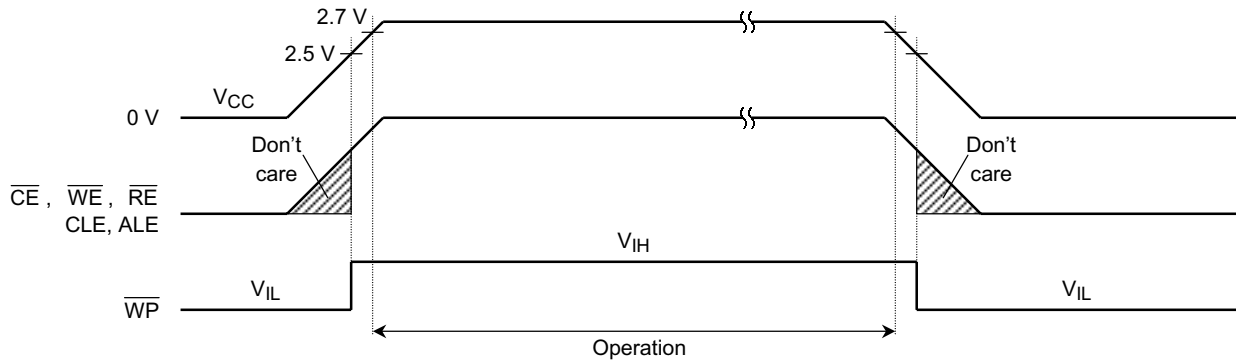 2.7 V
2.5 V
VCC
0 V
Don't care
Don't care
CE, WE, RE
CLE, ALE
VIH
VIL
WP
VIL
Operation